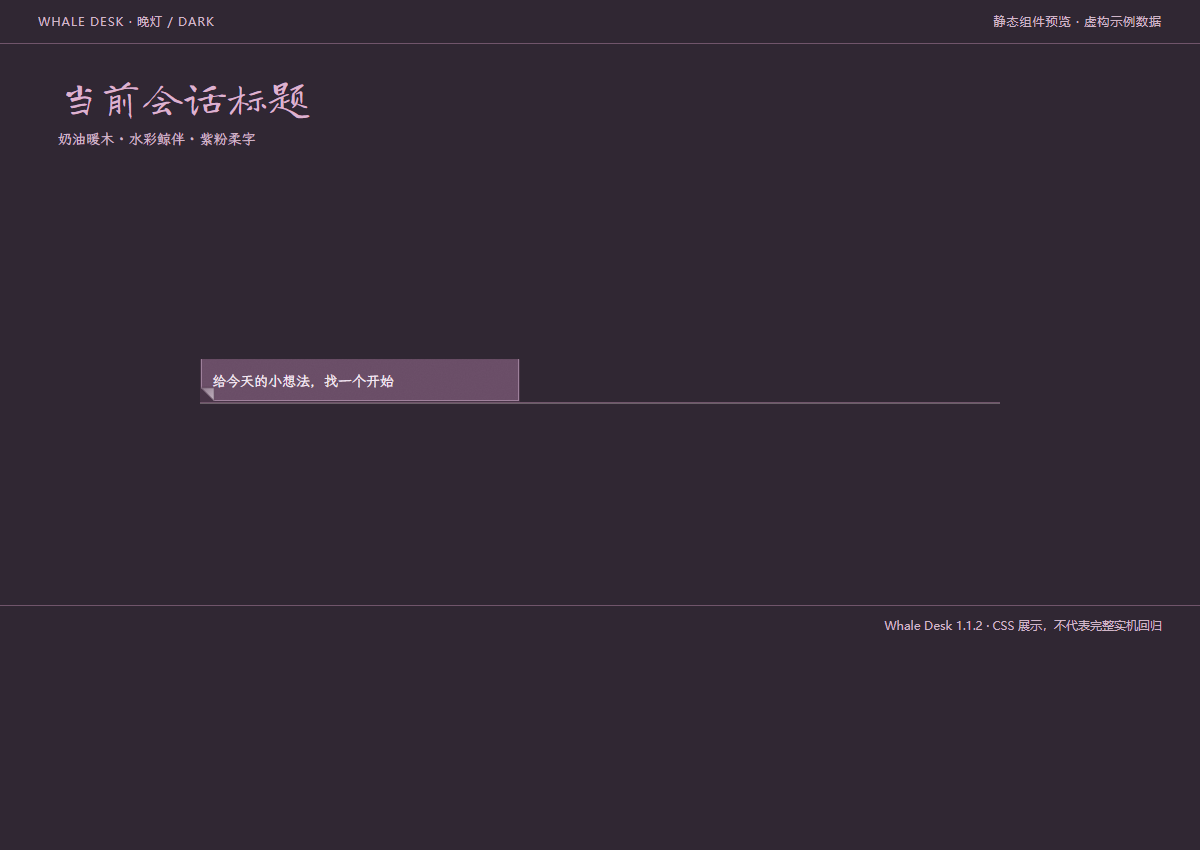 WHALE DESK · 晚灯 / DARK
静态组件预览 · 虚构示例数据
当前会话标题
奶油暖木 · 水彩鲸伴 · 紫粉柔字
给今天的小想法，找一个开始
Whale Desk 1.1.2 · CSS 展示，不代表完整实机回归